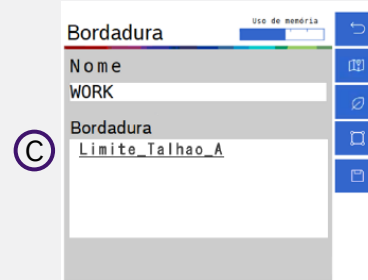 Bordadura
Uso de memória
Nome
WORK
Bordadura
Limite_Talhao_A
C